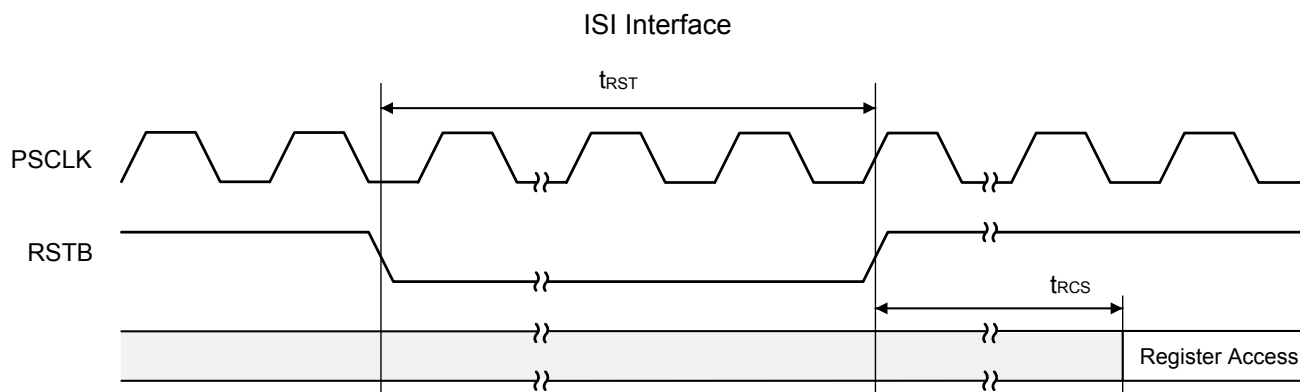 ISI Interface
tRST
PSCLK
RSTB
tRCS
Register Access